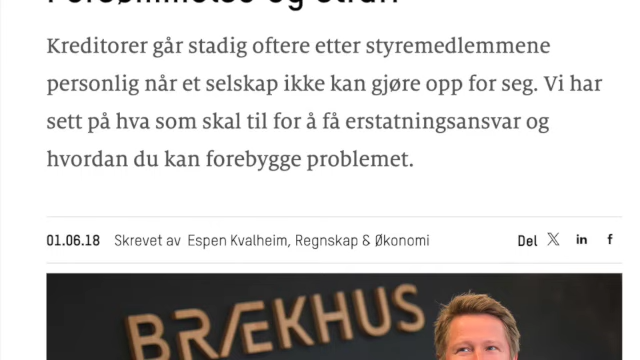 Kreditorer går stadig oftere etter styremedlemmene
personlig når et selskap ikke kan gjøre opp for seg. Vi har
sett på hva som skal til for å få erstatningsansvar og
hvordan du kan forebygge problemet.
01.06.18 Skrevet av Espen Kvalheim, Regnskap & Økonomi Del
BRÆKHUS